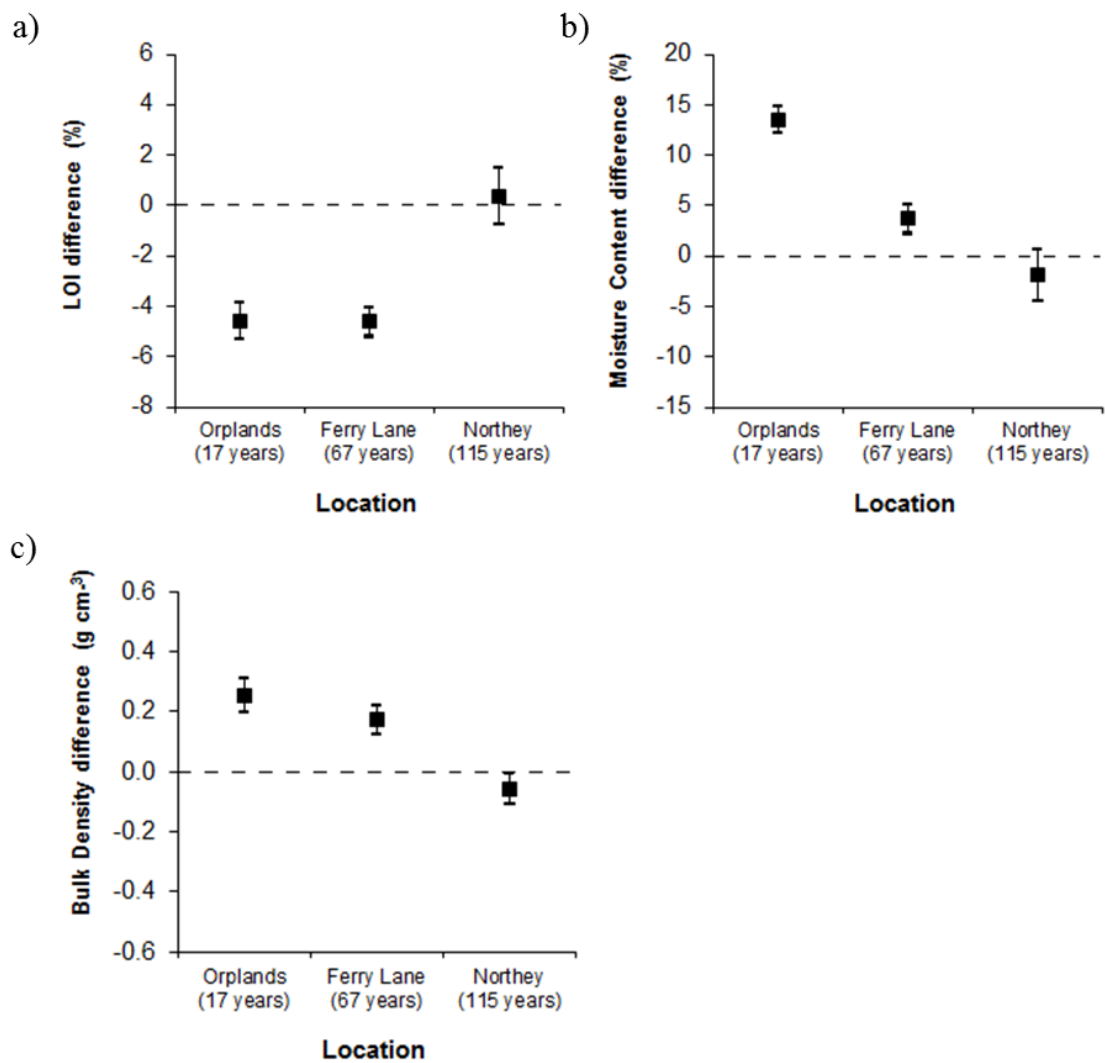 a)
LOI difference (%)
6
4
2
0
-2
-4
-6
-8
Orplands Ferry Lane Northey
(17 years) (67 years) (115 years)
Location
b)
Moisture Content difference (%)
20
15
10
5
0
-5
-10
-15
Orplands Ferry Lane Northey
(17 years) (67 years) (115 years)
Location
c)
Bulk Density difference (g cm-³)
0.6
0.4
0.2
0.0
-0.2
-0.4
-0.6
Orplands Ferry Lane Northey
(17 years) (67 years) (115 years)
Location